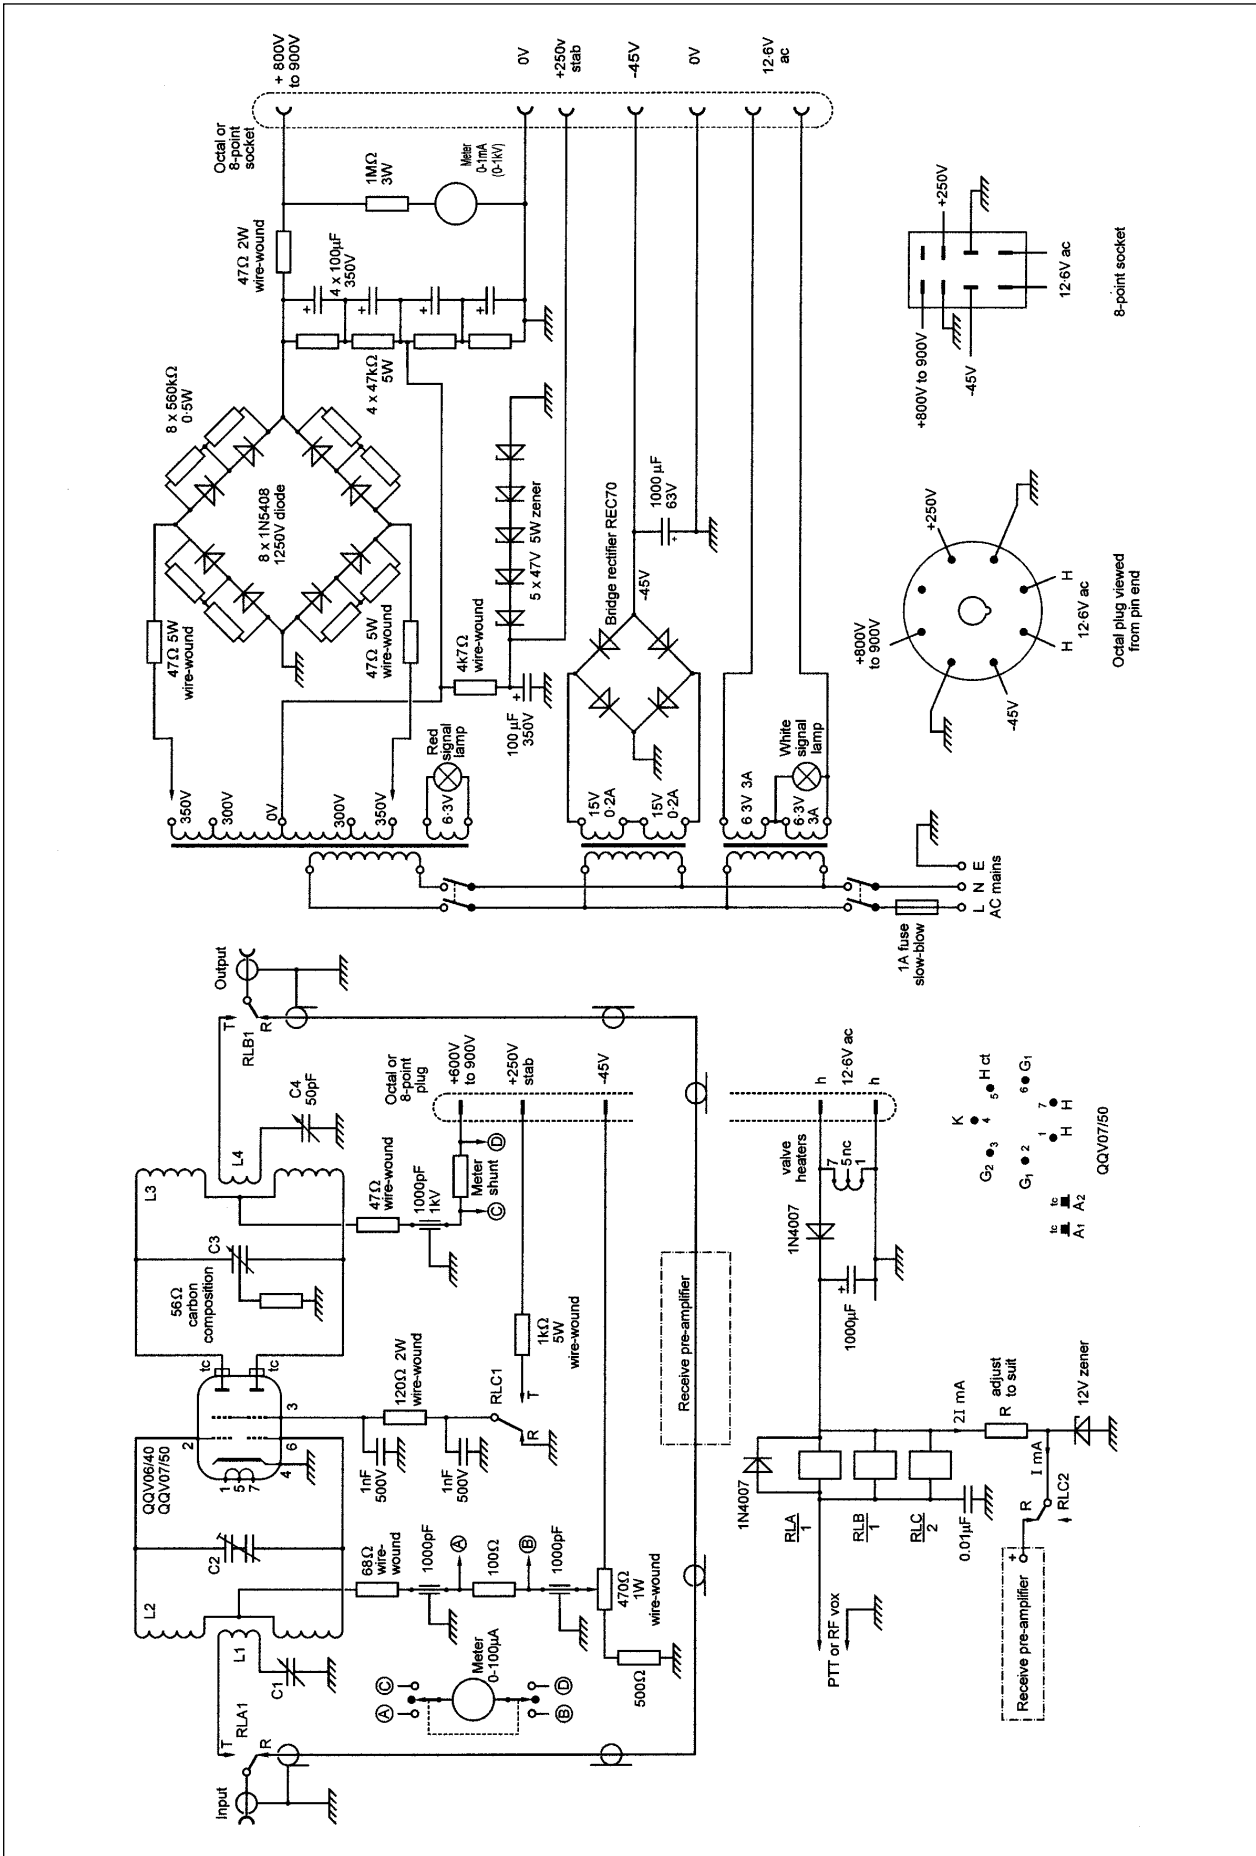 Input
RLA1
T
R
C1
L1
L2
C2
QQV06/40
QQV07/50
1
5
7
2
6
4
3
tc
tc
56Ω
carbon
composition
C3
L3
L4
C4
50pF
RLB1
T
R
Output
68Ω
wire-
wound
1000pF
A
100Ω
B
1000pF
470Ω
1W
wire-wound
500Ω
A
C
Meter
0-100µA
B
D
1nF
500V
1nF
500V
120Ω 2W
wire-wound
RLC1
R
T
1kΩ
5W
wire-wound
47Ω
wire-wound
1000pF
1kV
C
Meter
shunt
D
Octal or
8-point
plug
+600V
to 900V
+250V
stab
-45V
Receive pre-amplifier
PTT or RF vox
1N4007
RLA
1
RLB
1
RLC
2
0.01µF
2I mA
R
adjust
to suit
I mA
12V zener
R
RLC2
+
Receive pre-amplifier
1000µF
1N4007
valve
heaters
7
5 nc
1
h
12·6V ac
h
K
4
H ct
5
G2
3
6
G1
G1
2
1
H
7
H
tc
A1
tc
A2
QQV07/50
350V
300V
0V
300V
350V
47Ω 5W
wire-wound
47Ω 5W
wire-wound
8 x 1N5408
1250V diode
8 x 560kΩ
0·5W
47Ω 2W
wire-wound
4 x 100µF
350V
+
+
+
+
4 x 47kΩ
5W
1MΩ
3W
Meter
0-1mA
(0-1kV)
Octal or
8-point
socket
+ 800V
to 900V
0V
+250v
stab
-45V
0V
12·6V
ac
Red
signal
lamp
6·3V
4k7Ω
wire-wound
100 µF
350V
+
5 x 47V 5W zener
15V
0·2A
15V
0·2A
Bridge rectifier REC70
-45V
1000 µF
63V
+
6 3V 3A
6·3V
3A
White
signal
lamp
1A fuse
slow-blow
L N E
AC mains
+800V
to 900V
+250V
-45V
H
H
12·6V ac
Octal plug viewed
from pin end
+800V to 900V
+250V
-45V
12·6V ac
8-point socket